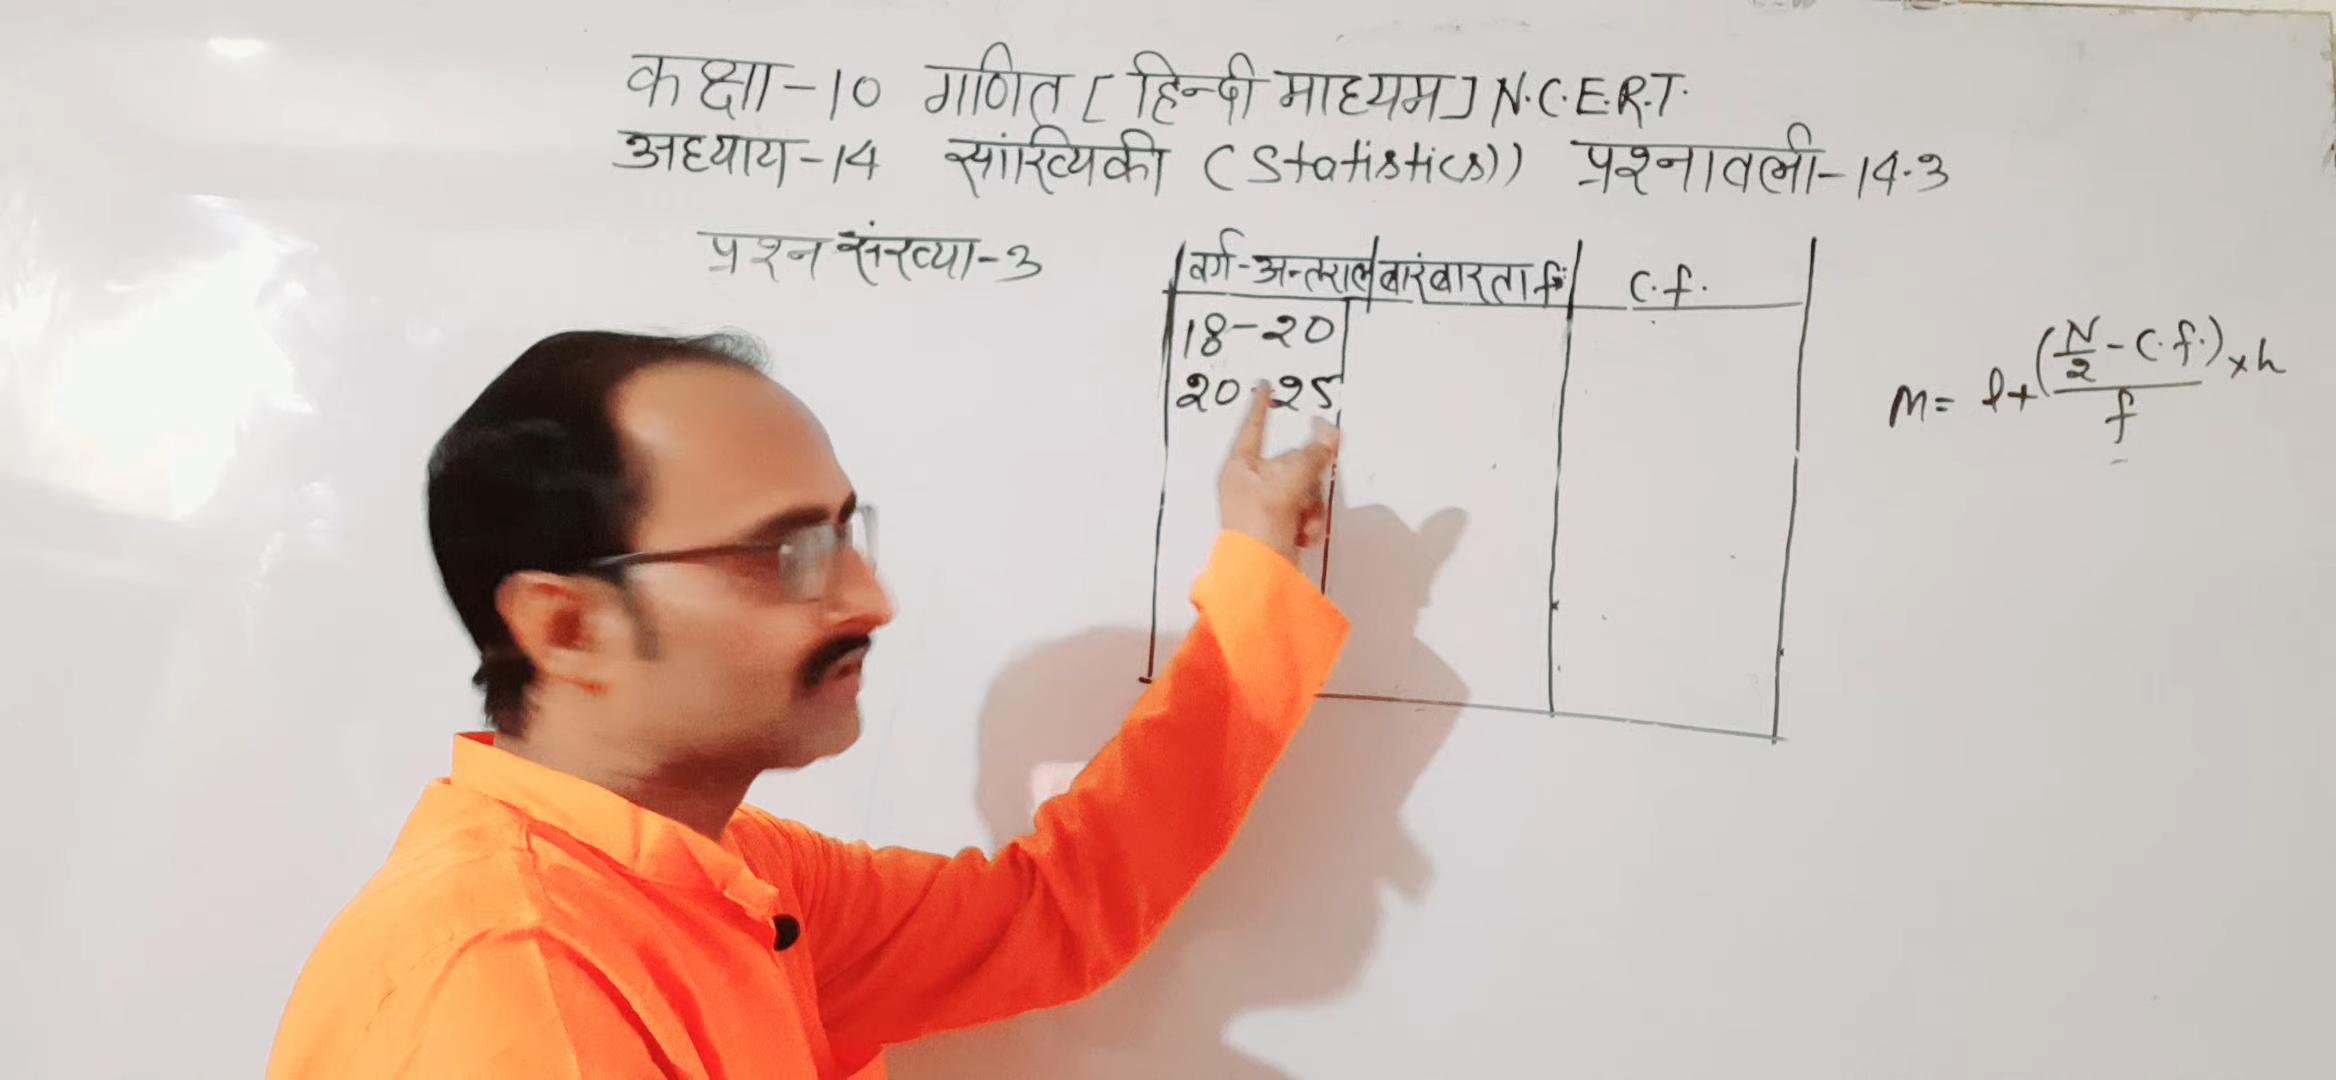 कक्षा-10 गणित [हिन्दी माध्यम] N.C.E.R.T.
अध्याय-14 सांख्यिकी (Statistics)) प्रश्नावली-14.3
प्रश्न संख्या-3
वर्ग-अन्तराल बारंबारता fi C.f.
18-20
20-25
M= l+(N/2-C.f.)/f×h